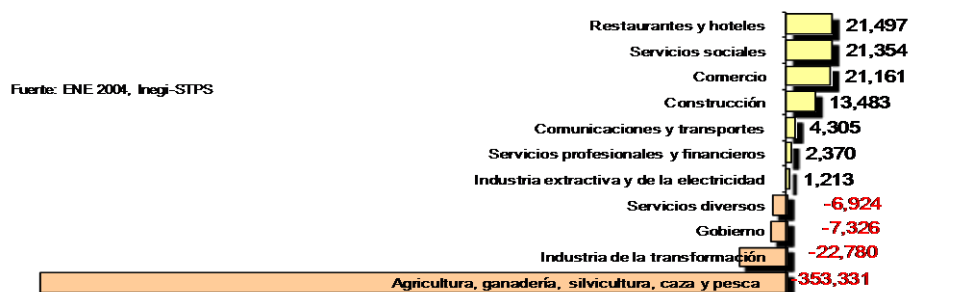 Restaurantes y hoteles 21,497
Servicios sociales 21,354
Comercio 21,161
Fuente: ENE 2004, Inegi-STPS
Construcción 13,483
Comunicaciones y transportes 4,305
Servicios profesionales y financieros 2,370
Industria extractiva y de la electricidad 1,213
Servicios diversos -6,924
Gobierno -7,326
Industria de la transformación -22,780
Agricultura, ganadería, silvicultura, caza y pesca -353,331